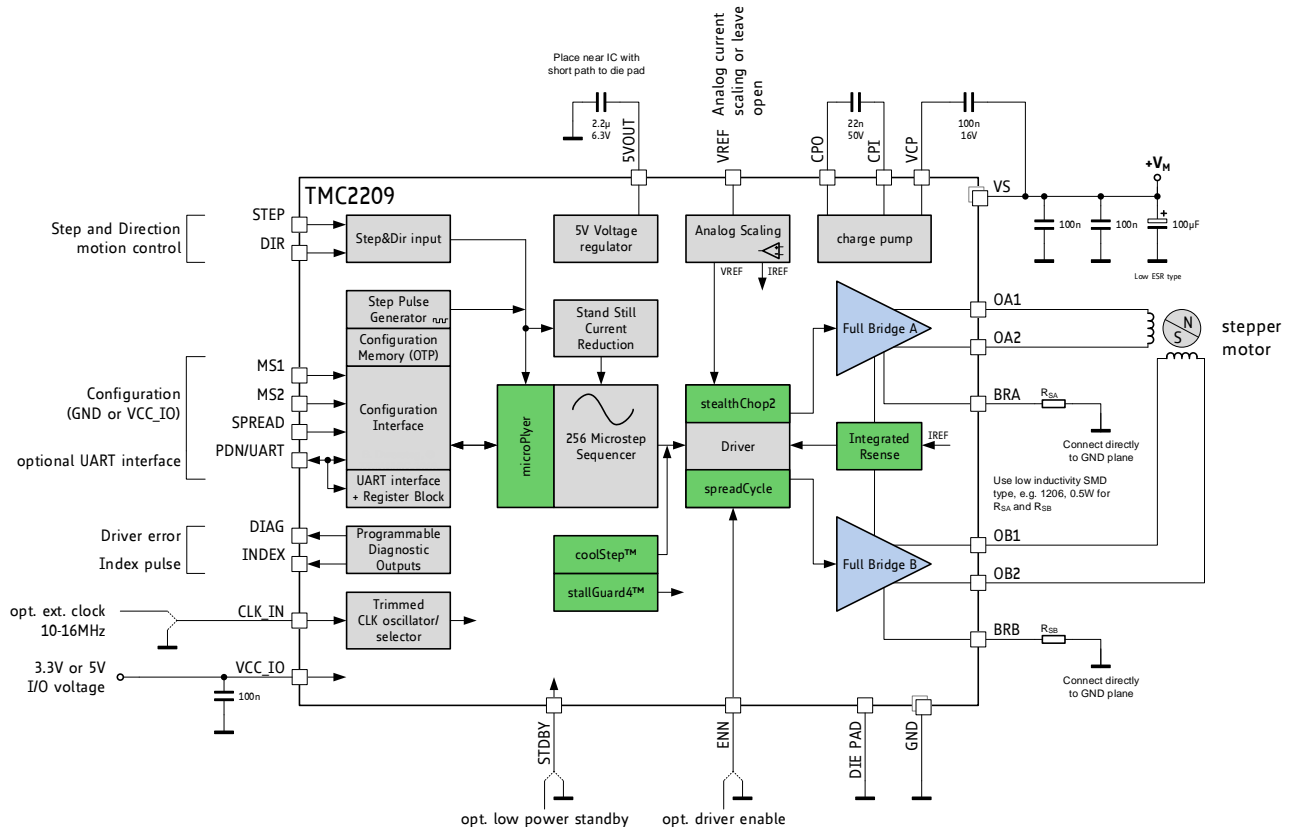 Place near IC with
short path to die pad
2.2µ
6.3V
5VOUT
VREF
Analog current
scaling or leave
open
22n
50V
CPO
CPI
VCP
100n
16V
+VM
VS
100n
100n
+
100µF
Low ESR type
TMC2209
Step and Direction
motion control
STEP
DIR
Step&Dir input
5V Voltage
regulator
Analog Scaling
VREF
IREF
charge pump
Step Pulse
Generator
Configuration
Memory (OTP)
Configuration
Interface
UART interface
+ Register Block
Stand Still
Current
Reduction
Full Bridge A
OA1
OA2
N
S
stepper
motor
Configuration
(GND or VCC_IO)
optional UART interface
MS1
MS2
SPREAD
PDN/UART
microPlyer
256 Microstep
Sequencer
stealthChop2
Driver
spreadCycle
Integrated
Rsense
IREF
BRA
RSA
Connect directly
to GND plane
Use low inductivity SMD
type, e.g. 1206, 0.5W for
RSA and RSB
Driver error
Index pulse
DIAG
INDEX
Programmable
Diagnostic
Outputs
coolStep™
stallGuard4™
Full Bridge B
OB1
OB2
opt. ext. clock
10-16MHz
CLK_IN
Trimmed
CLK oscillator/
selector
BRB
RSB
Connect directly
to GND plane
3.3V or 5V
I/O voltage
VCC_IO
100n
STDBY
ENN
DIE PAD
GND
opt. low power standby
opt. driver enable